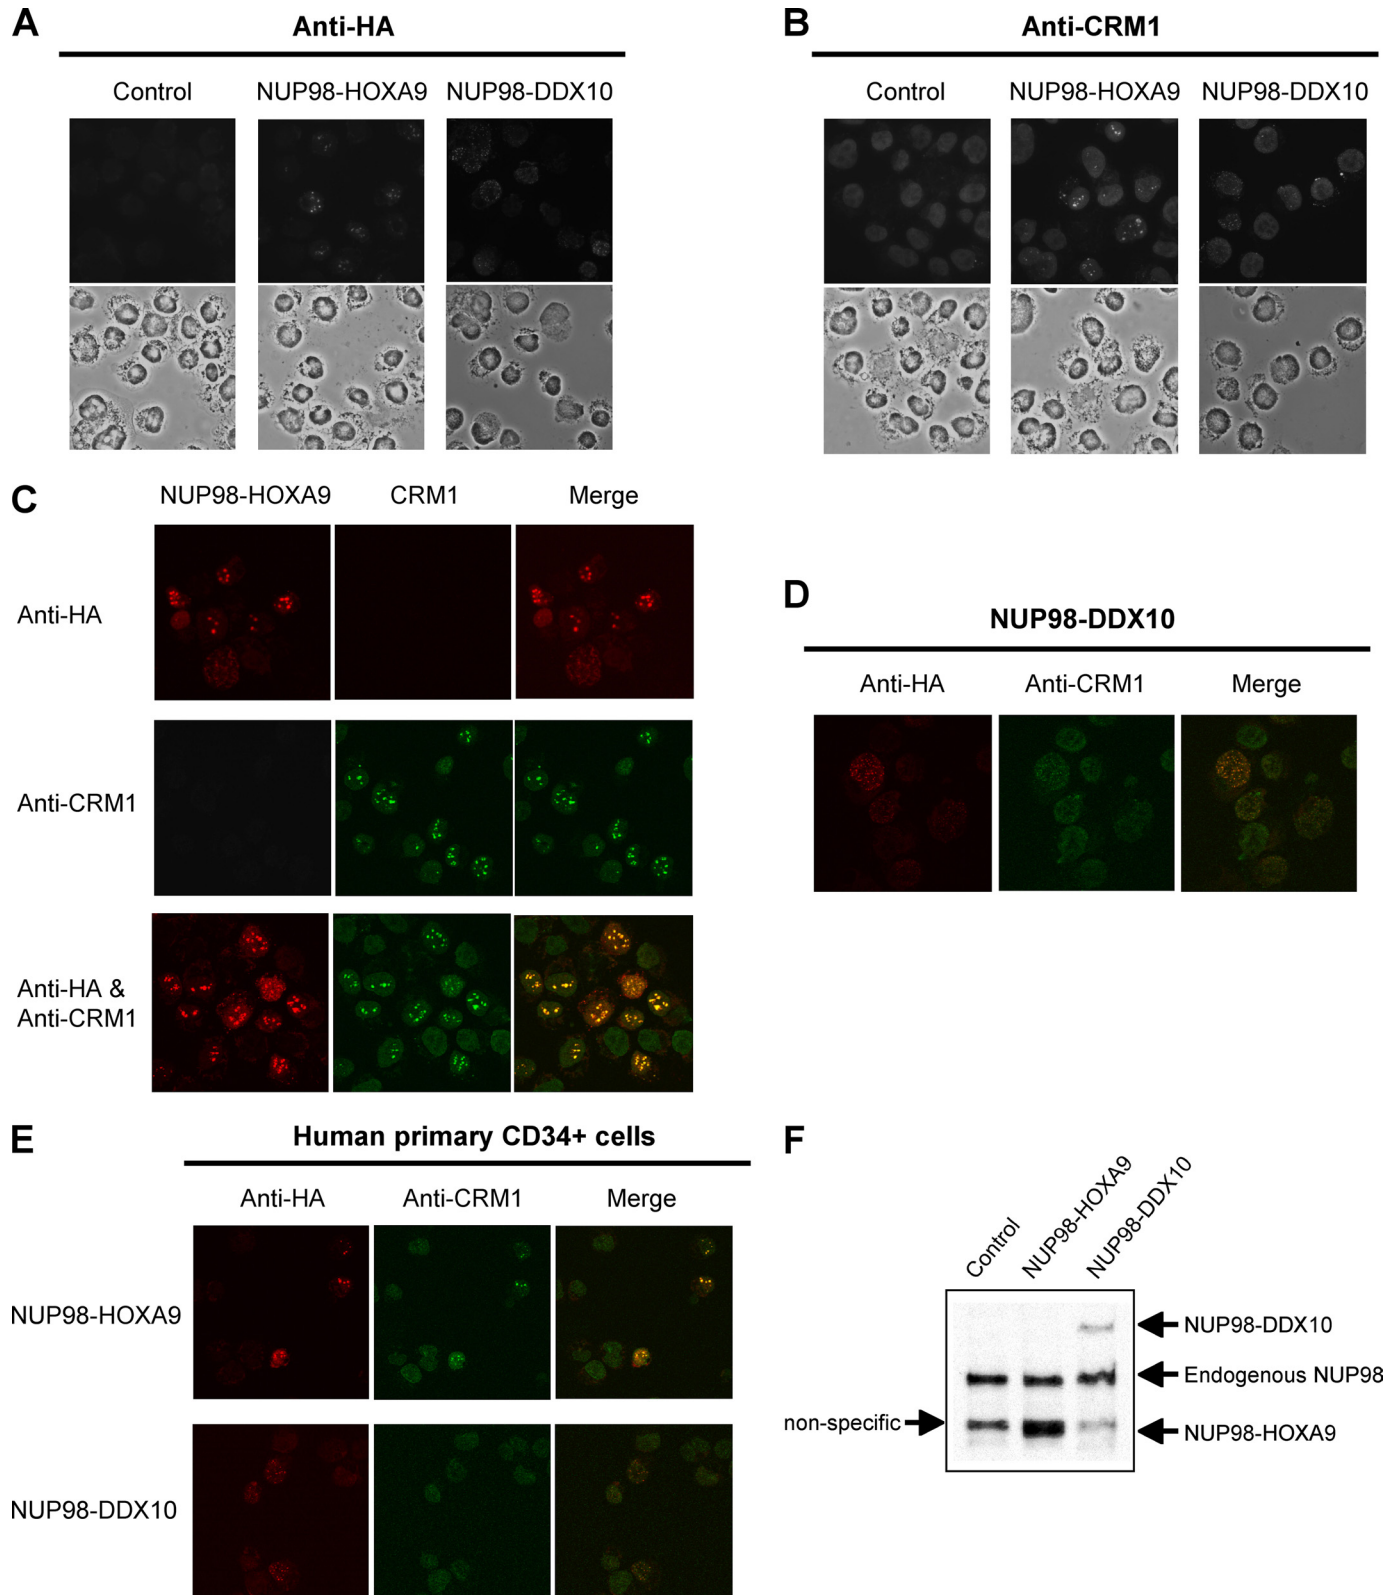 A
Anti-HA
Control NUP98-HOXA9 NUP98-DDX10
B
Anti-CRM1
Control NUP98-HOXA9 NUP98-DDX10
C
NUP98-HOXA9 CRM1 Merge
Anti-HA
Anti-CRM1
Anti-HA &
Anti-CRM1
D
NUP98-DDX10
Anti-HA Anti-CRM1 Merge
E
Human primary CD34+ cells
Anti-HA Anti-CRM1 Merge
NUP98-HOXA9
NUP98-DDX10
F
Control
NUP98-HOXA9
NUP98-DDX10
NUP98-DDX10
Endogenous NUP98
non-specific
NUP98-HOXA9